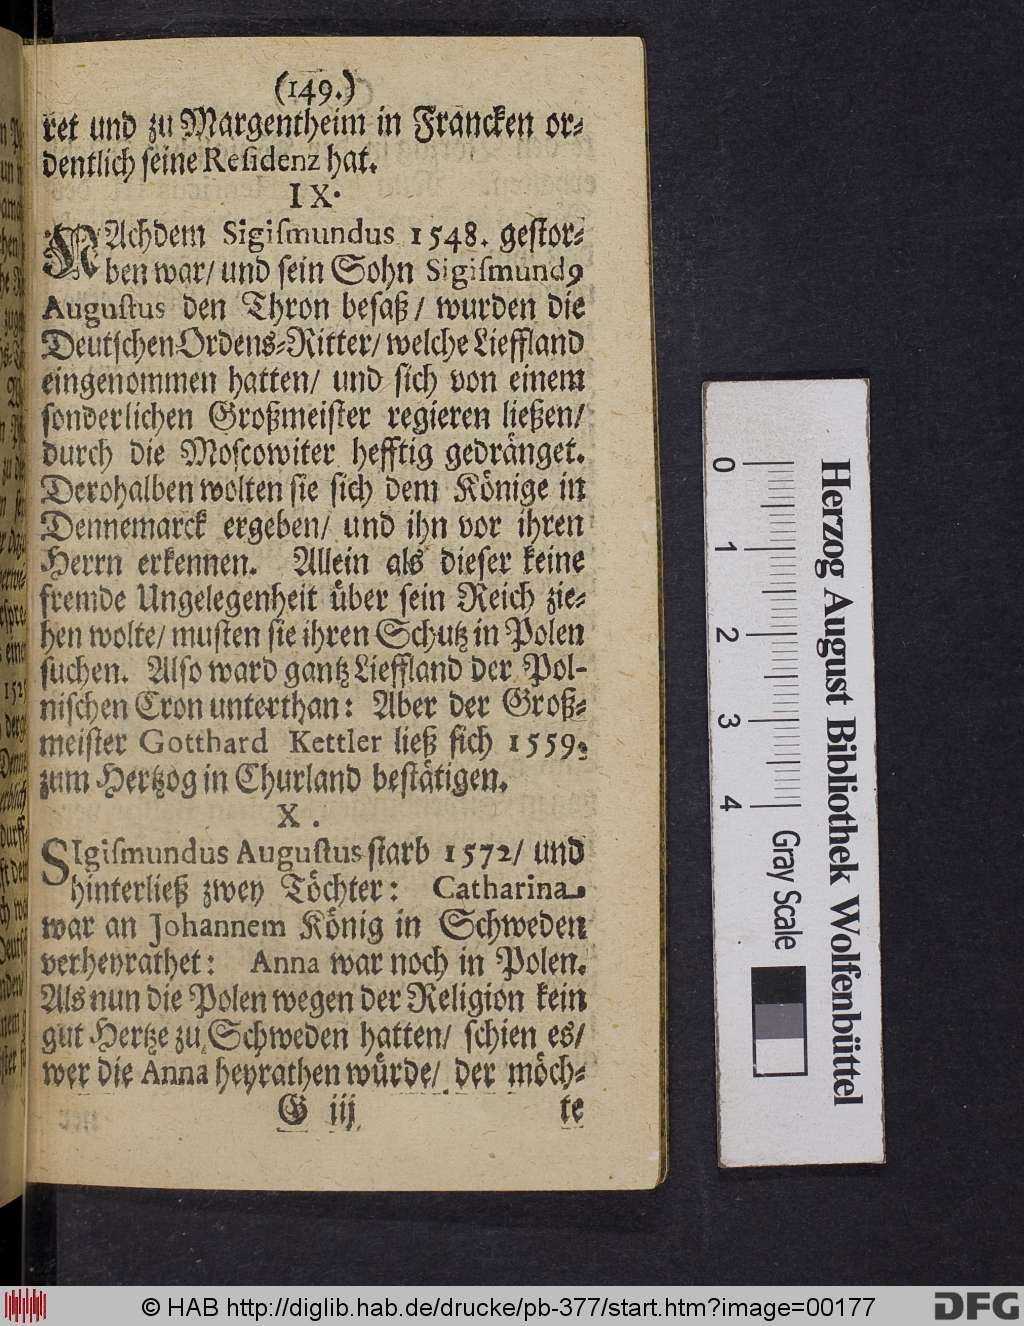 (149.)
ret und zu Margentheim in Francken or⸗
dentlich ſeine Reſidenz hat.
IX.
NAchdem Sigiſmundus 1548. geſtor⸗
ben war/ und ſein Sohn Sigiſmundꝰ
Auguſtus den Thron beſaß/ wurden die
Deutſchen⸗Ordens⸗Ritter/ welche Lieffland
eingenommen hatten/ und ſich von einem
ſonderlichen Großmeiſter regieren ließen/
durch die Moſcowiter hefftig gedränget.
Derohalben wolten ſie ſich dem Könige in
Dennemarck ergeben/ und ihn vor ihren
Herrn erkennen. Allein als dieſer keine
fremde Ungelegenheit über ſein Reich zie⸗
hen wolte/ muſten ſie ihren Schutz in Polen
ſuchen. Alſo ward gantz Lieffland der Pol-
niſchen Cron unterthan: Aber der Groß⸗
meiſter Gotthard Kettler ließ ſich 1559.
zum Hertzog in Churland beſtätigen.
X.
SIgiſmundus Auguſtus ſtarb 1572/ und
hinterließ zwey Töchter: Catharina
war an Johannem König in Schweden
verheyrathet: Anna war noch in Polen.
Als nun die Polen wegen der Religion kein
gut Hertze zu Schweden hatten/ ſchien es/
wer die Anna heyrathen würde/ der möch⸗
G iij te
0 1 2 3 4
Gray Scale
Herzog August Bibliothek Wolfenbüttel
© HAB http://diglib.hab.de/drucke/pb-377/start.htm?image=00177
DFG